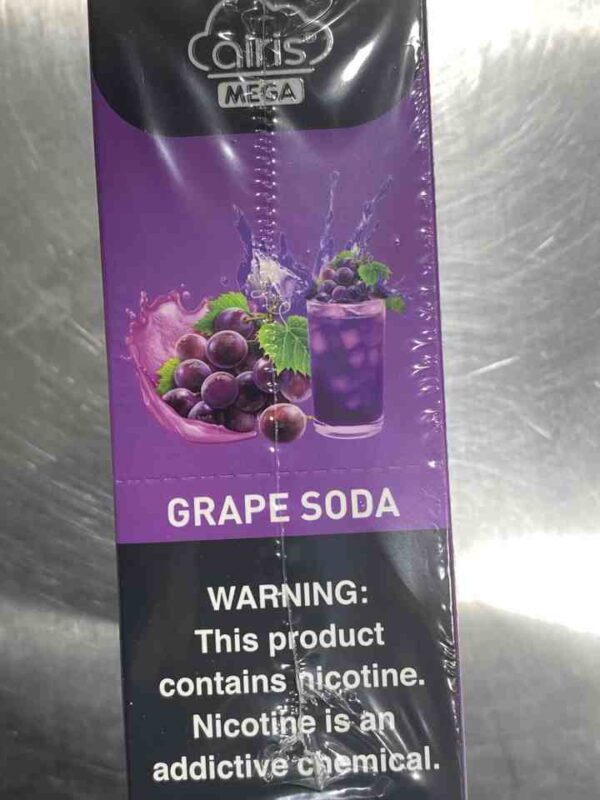 airis®
MEGA
GRAPE SODA
WARNING:
This product
contains nicotine.
Nicotine is an
addictive chemical.